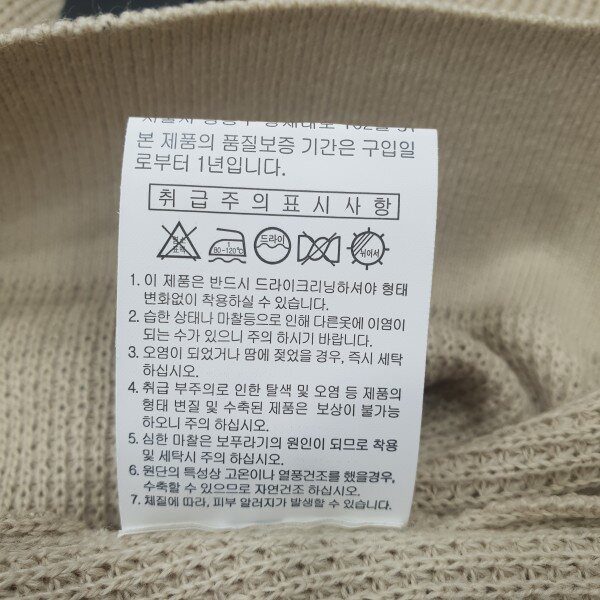 본 제품의 품질보증 기간은 구입일
로부터 1년입니다.
취급주의표시사항
드라이
80-120℃
뉘어서
1. 이 제품은 반드시 드라이크리닝하셔야 형태
변화없이 착용하실 수 있습니다.
2. 습한 상태나 마찰등으로 인해 다른옷에 이염이
되는 수가 있으니 주의 하시기 바랍니다.
3. 오염이 되었거나 땀에 젖었을 경우, 즉시 세탁
하십시오.
4. 취급 부주의로 인한 탈색 및 오염 등 제품의
형태 변질 및 수축된 제품은 보상이 불가능
하오니 주의 하십시오.
5. 심한 마찰은 보푸라기의 원인이 되므로 착용
및 세탁시 주의 하십시오.
6. 원단의 특성상 고온이나 열풍건조를 했을경우,
수축할 수 있으므로 자연건조 하십시오.
7. 체질에 따라, 피부 알러지가 발생할 수 있습니다.